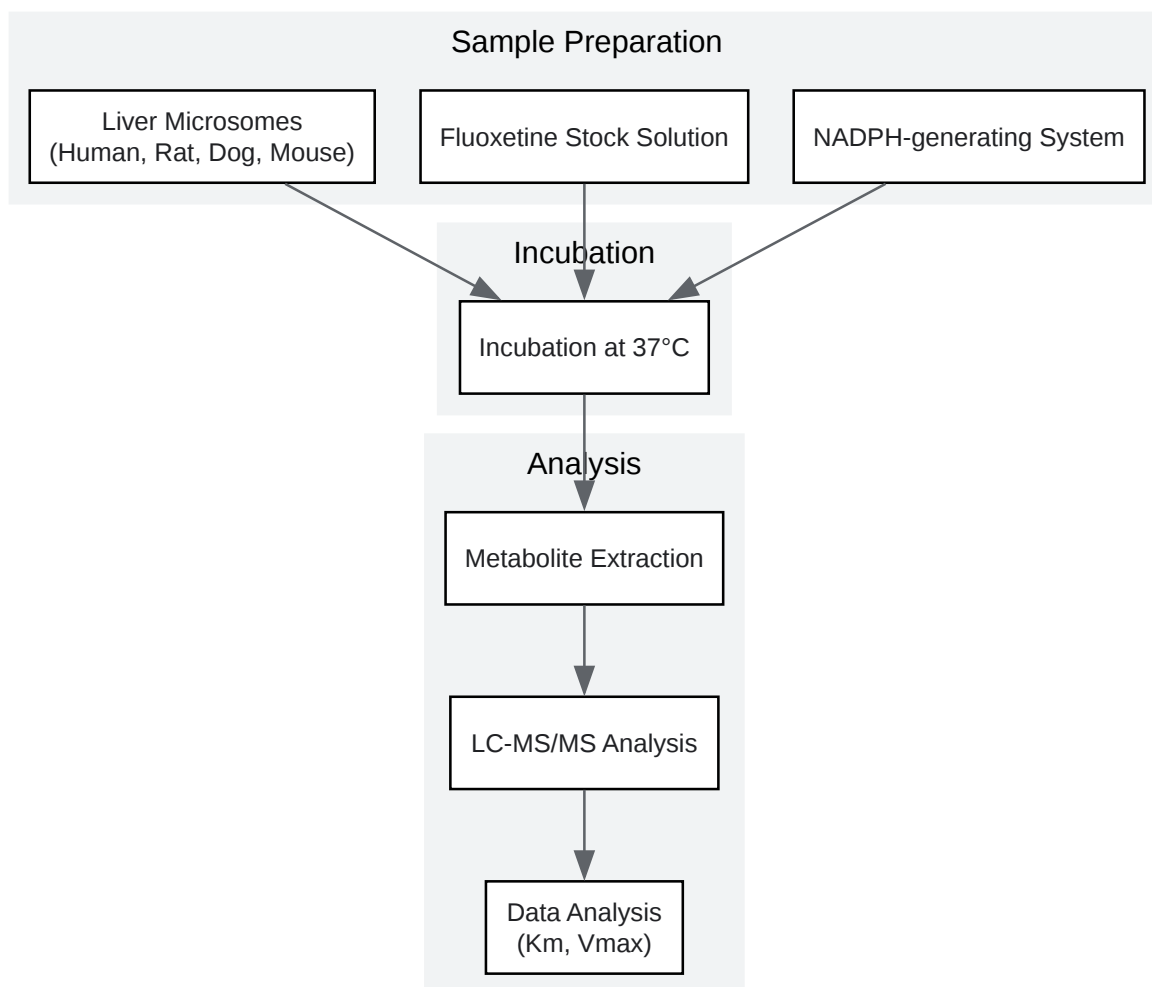 Sample Preparation
Liver Microsomes
(Human, Rat, Dog, Mouse)
Fluoxetine Stock Solution
NADPH-generating System
Incubation
Incubation at 37°C
Analysis
Metabolite Extraction
LC-MS/MS Analysis
Data Analysis
(Km, Vmax)